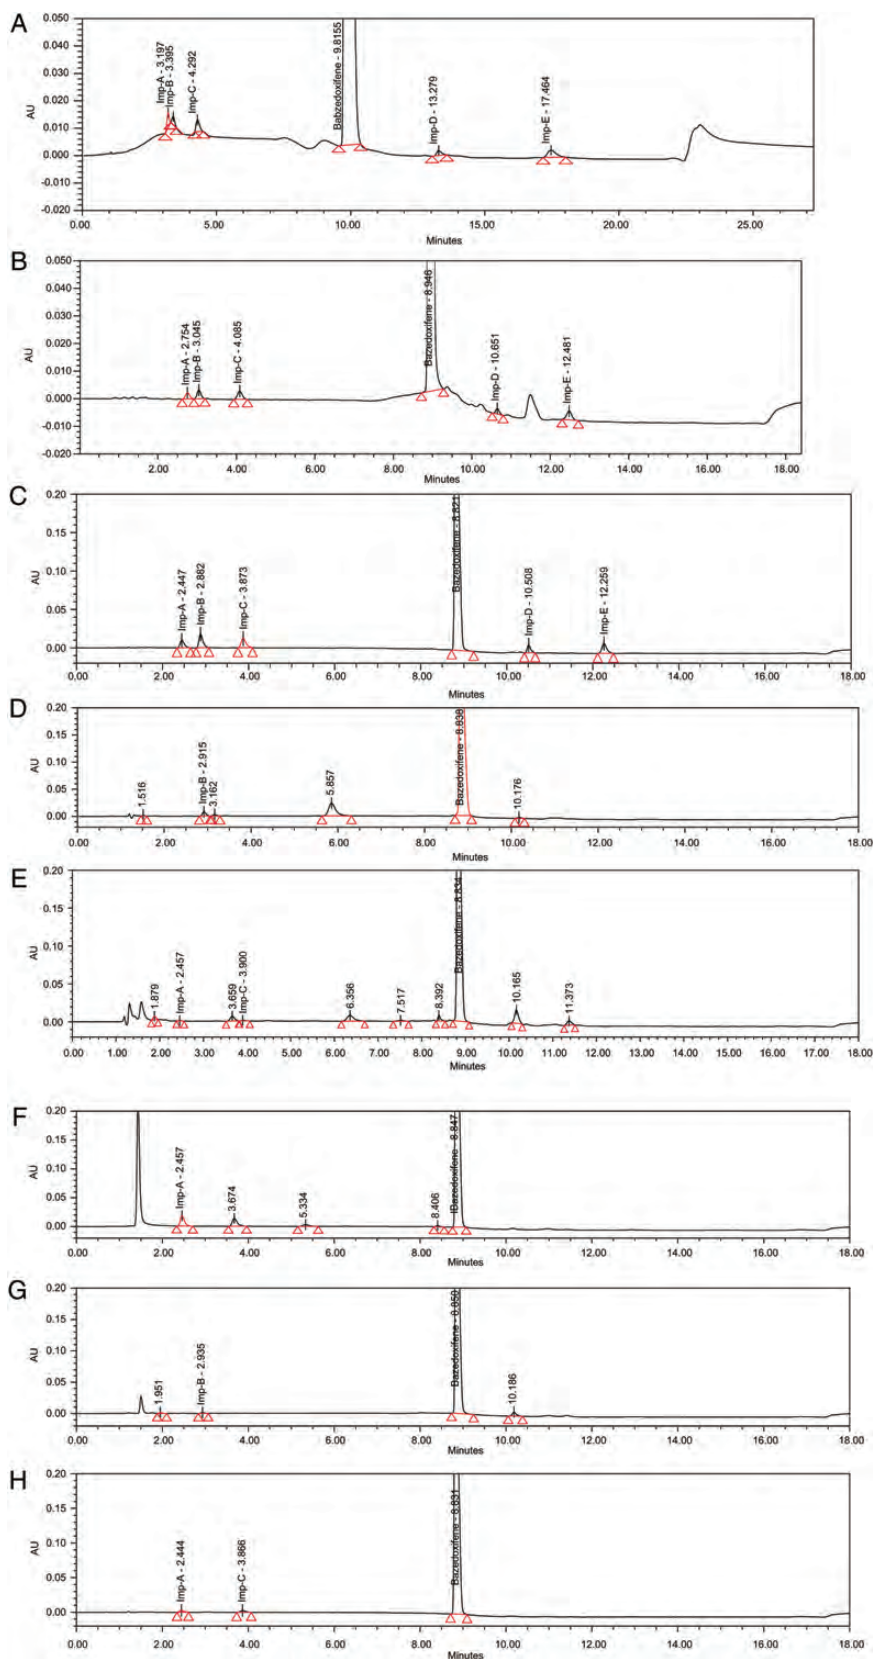 A
0.050
0.040
0.030
0.020
0.010
0.000
-0.010
-0.020
AU
Imp-A - 3.197
Imp-B - 3.395
Imp-C - 4.292
Babzedoxifene - 9.8155
Imp-D - 13.279
Imp-E - 17.464
0.00 5.00 10.00 15.00 20.00 25.00
Minutes
B
0.050
0.040
0.030
0.020
0.010
0.000
-0.010
-0.020
AU
Imp-A - 2.754
Imp-B - 3.045
Imp-C - 4.085
Bazedoxifene - 8.946
Imp-D - 10.651
Imp-E - 12.481
2.00 4.00 6.00 8.00 10.00 12.00 14.00 16.00 18.00
Minutes
C
0.20
0.15
0.10
0.05
0.00
AU
Imp-A - 2.447
Imp-B - 2.882
Imp-C - 3.873
Bazedoxifene - 8.821
Imp-D - 10.508
Imp-E - 12.259
0.00 2.00 4.00 6.00 8.00 10.00 12.00 14.00 16.00 18.00
Minutes
D
0.20
0.15
0.10
0.05
0.00
AU
1.516
Imp-B - 2.915
3.162
5.857
Bazedoxifene - 8.838
10.176
0.00 2.00 4.00 6.00 8.00 10.00 12.00 14.00 16.00 18.00
Minutes
E
0.20
0.15
0.10
0.05
0.00
AU
1.879
Imp-A - 2.457
3.659
Imp-C - 3.900
6.356
7.517
8.392
Bazedoxifene - 8.834
10.165
11.373
0.00 1.00 2.00 3.00 4.00 5.00 6.00 7.00 8.00 9.00 10.00 11.00 12.00 13.00 14.00 15.00 16.00 17.00 18.00
Minutes
F
0.20
0.15
0.10
0.05
0.00
AU
Imp-A - 2.457
3.674
5.334
8.406
8.847
0.00 2.00 4.00 6.00 8.00 10.00 12.00 14.00 16.00 18.00
Minutes
G
0.20
0.15
0.10
0.05
0.00
AU
1.951
Imp-B - 2.935
Bazedoxifene - 8.850
10.186
0.00 2.00 4.00 6.00 8.00 10.00 12.00 14.00 16.00 18.00
Minutes
H
0.20
0.15
0.10
0.05
0.00
AU
Imp-A - 2.444
Imp-C - 3.866
Bazedoxifene - 8.831
0.00 2.00 4.00 6.00 8.00 10.00 12.00 14.00 16.00 18.00
Minutes